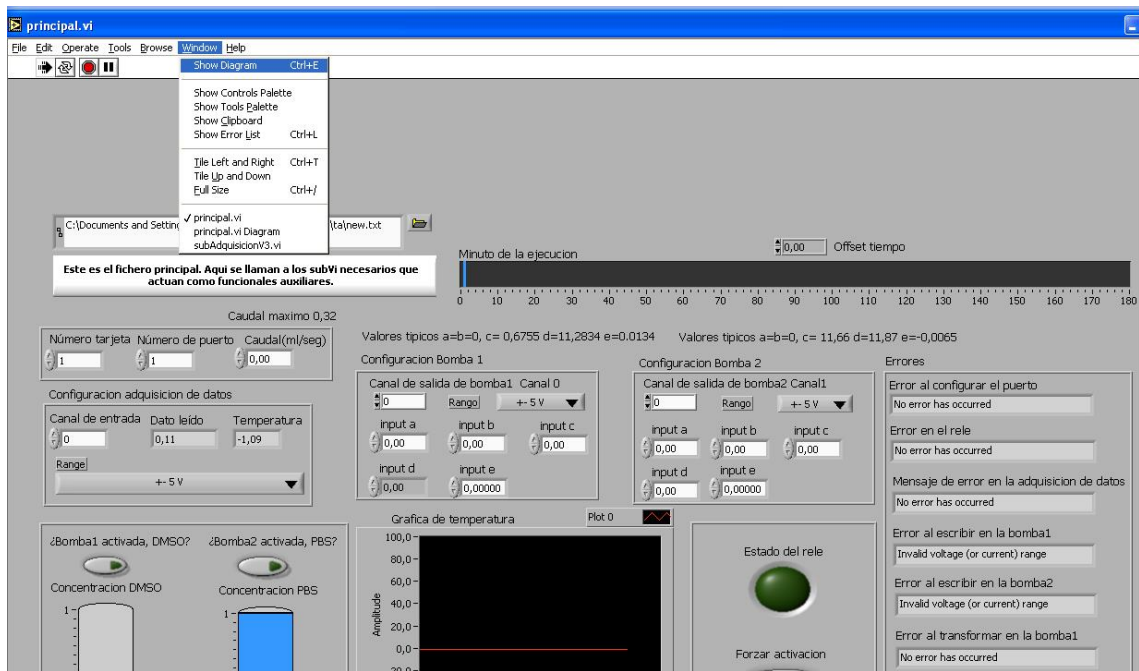 principal.vi
File Edit Operate Tools Browse Window Help
Show Diagram Ctrl+E
Show Controls Palette
Show Tools Palette
Show Clipboard
Show Error List Ctrl+L
Tile Left and Right Ctrl+T
Tile Up and Down
Full Size Ctrl+/
✓ principal.vi
principal.vi Diagram
subAdquisicionV3.vi
C:\Documents and Setting \ta\new.txt
Este es el fichero principal. Aqui se llaman a los subVi necesarios que
actuan como funcionales auxiliares.
0,00 Offset tiempo
Minuto de la ejecucion
0 10 20 30 40 50 60 70 80 90 100 110 120 130 140 150 160 170 180
Caudal maximo 0,32
Número tarjeta Número de puerto Caudal(ml/seg)
1 1 0,00
Configuracion adquisicion de datos
Canal de entrada Dato leído Temperatura
0 0,11 -1,09
Range
+- 5 V
Valores tipicos a=b=0, c= 0,6755 d=11,2834 e=0.0134
Configuracion Bomba 1
Canal de salida de bomba1 Canal 0
0 Rango +- 5 V
input a input b input c
0,00 0,00 0,00
input d input e
0,00 0,00000
Valores tipicos a=b=0, c= 11,66 d=11,87 e=-0,0065
Configuracion Bomba 2
Canal de salida de bomba2 Canal1
0 Rango +- 5 V
input a input b input c
0,00 0,00 0,00
input d input e
0,00 0,00000
Errores
Error al configurar el puerto
No error has occurred
Error en el rele
No error has occurred
Mensaje de error en la adquisicion de datos
No error has occurred
Error al escribir en la bomba1
Invalid voltage (or current) range
Error al escribir en la bomba2
Invalid voltage (or current) range
Error al transformar en la bomba1
No error has occurred
¿Bomba1 activada, DMSO? ¿Bomba2 activada, PBS?
Concentracion DMSO Concentracion PBS
1 1
Grafica de temperatura Plot 0
Amplitude
100,0
80,0
60,0
40,0
20,0
0,0
Estado del rele
Forzar activacion